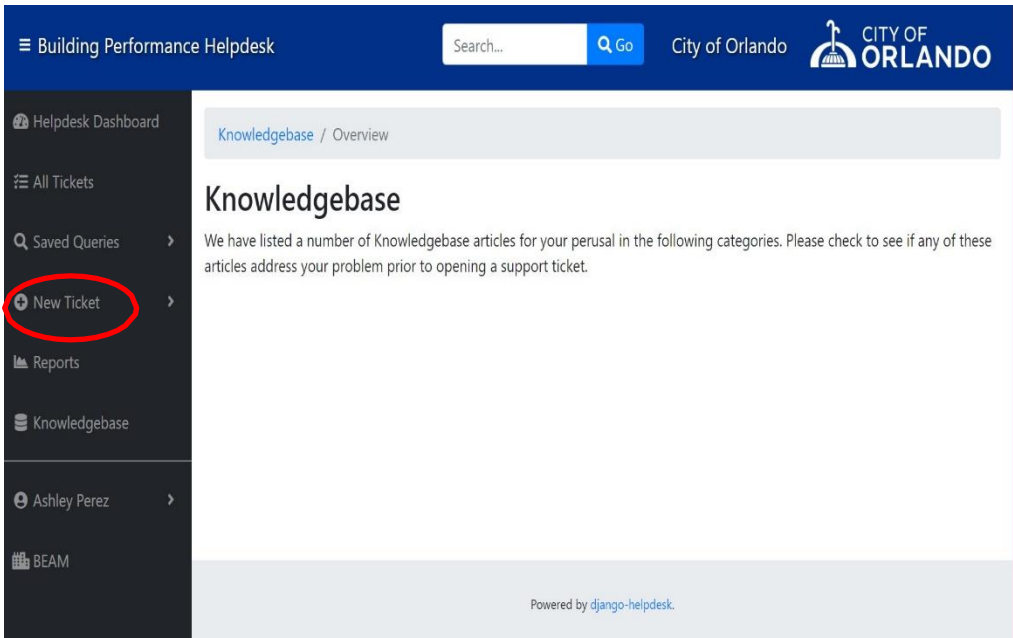 Building Performance Helpdesk
Search...
Go
City of Orlando
CITY OF
ORLANDO
Helpdesk Dashboard
All Tickets
Saved Queries
New Ticket
Reports
Knowledgebase
Ashley Perez
BEAM
Knowledgebase / Overview
Knowledgebase
We have listed a number of Knowledgebase articles for your perusal in the following categories. Please check to see if any of these
articles address your problem prior to opening a support ticket.
Powered by django-helpdesk.